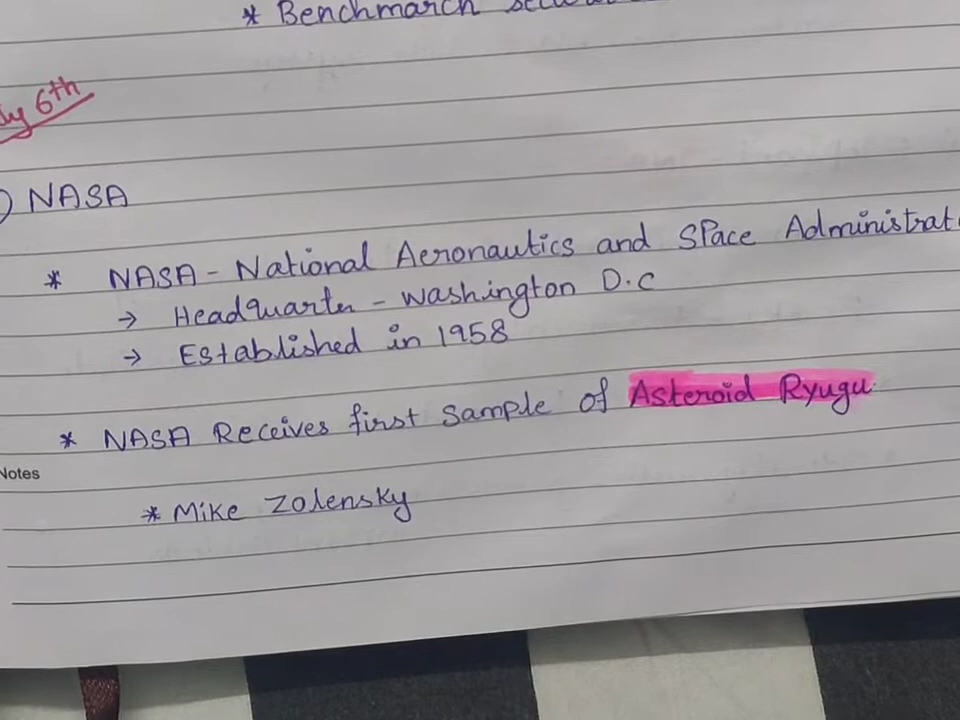 * Benchmarch
6th
) NASA
* NASA - National Aeronautics and SPace Administrat
→ Headquarter - Washington D.C
→ Established in 1958
* NASA Receives first Sample of Asteroid Ryugu
Notes
* Mike Zolensky